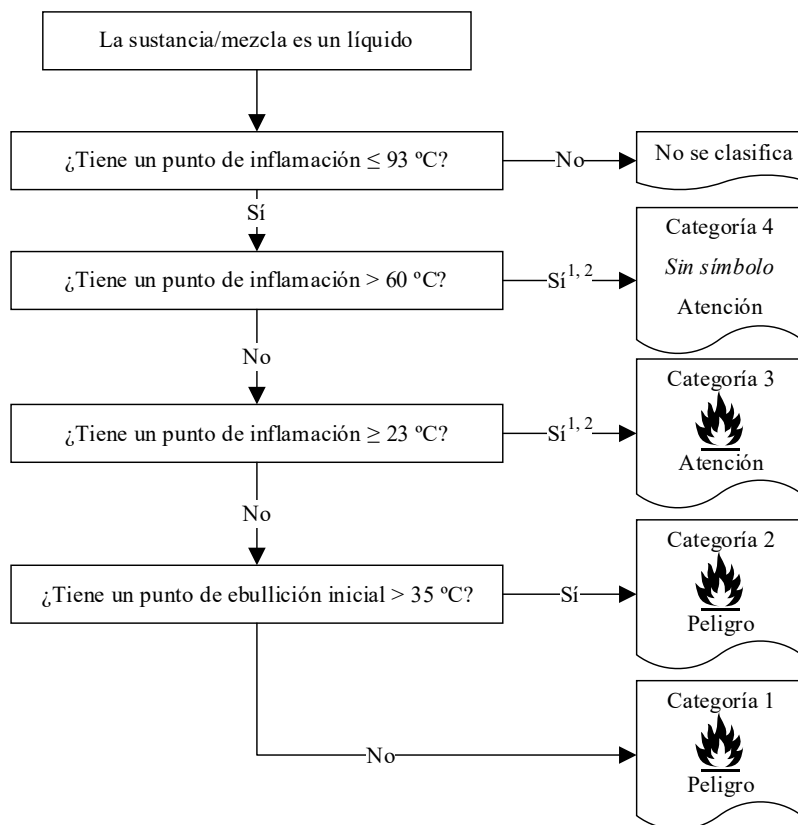 La sustancia/mezcla es un líquido
¿Tiene un punto de inflamación ≤ 93 ºC?
No
No se clasifica
Sí
¿Tiene un punto de inflamación > 60 ºC?
Sí1, 2
Categoría 4
Sin símbolo
Atención
No
¿Tiene un punto de inflamación ≥ 23 ºC?
Sí1, 2
Categoría 3
Atención
No
¿Tiene un punto de ebullición inicial > 35 ºC?
Sí
Categoría 2
Peligro
No
Categoría 1
Peligro